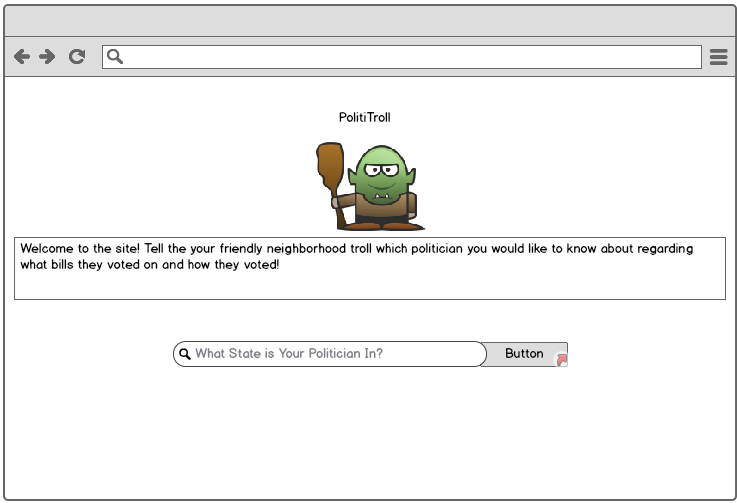 PolitiTroll
Welcome to the site! Tell the your friendly neighborhood troll which politician you would like to know about regarding
what bills they voted on and how they voted!
What State is Your Politician In?
Button